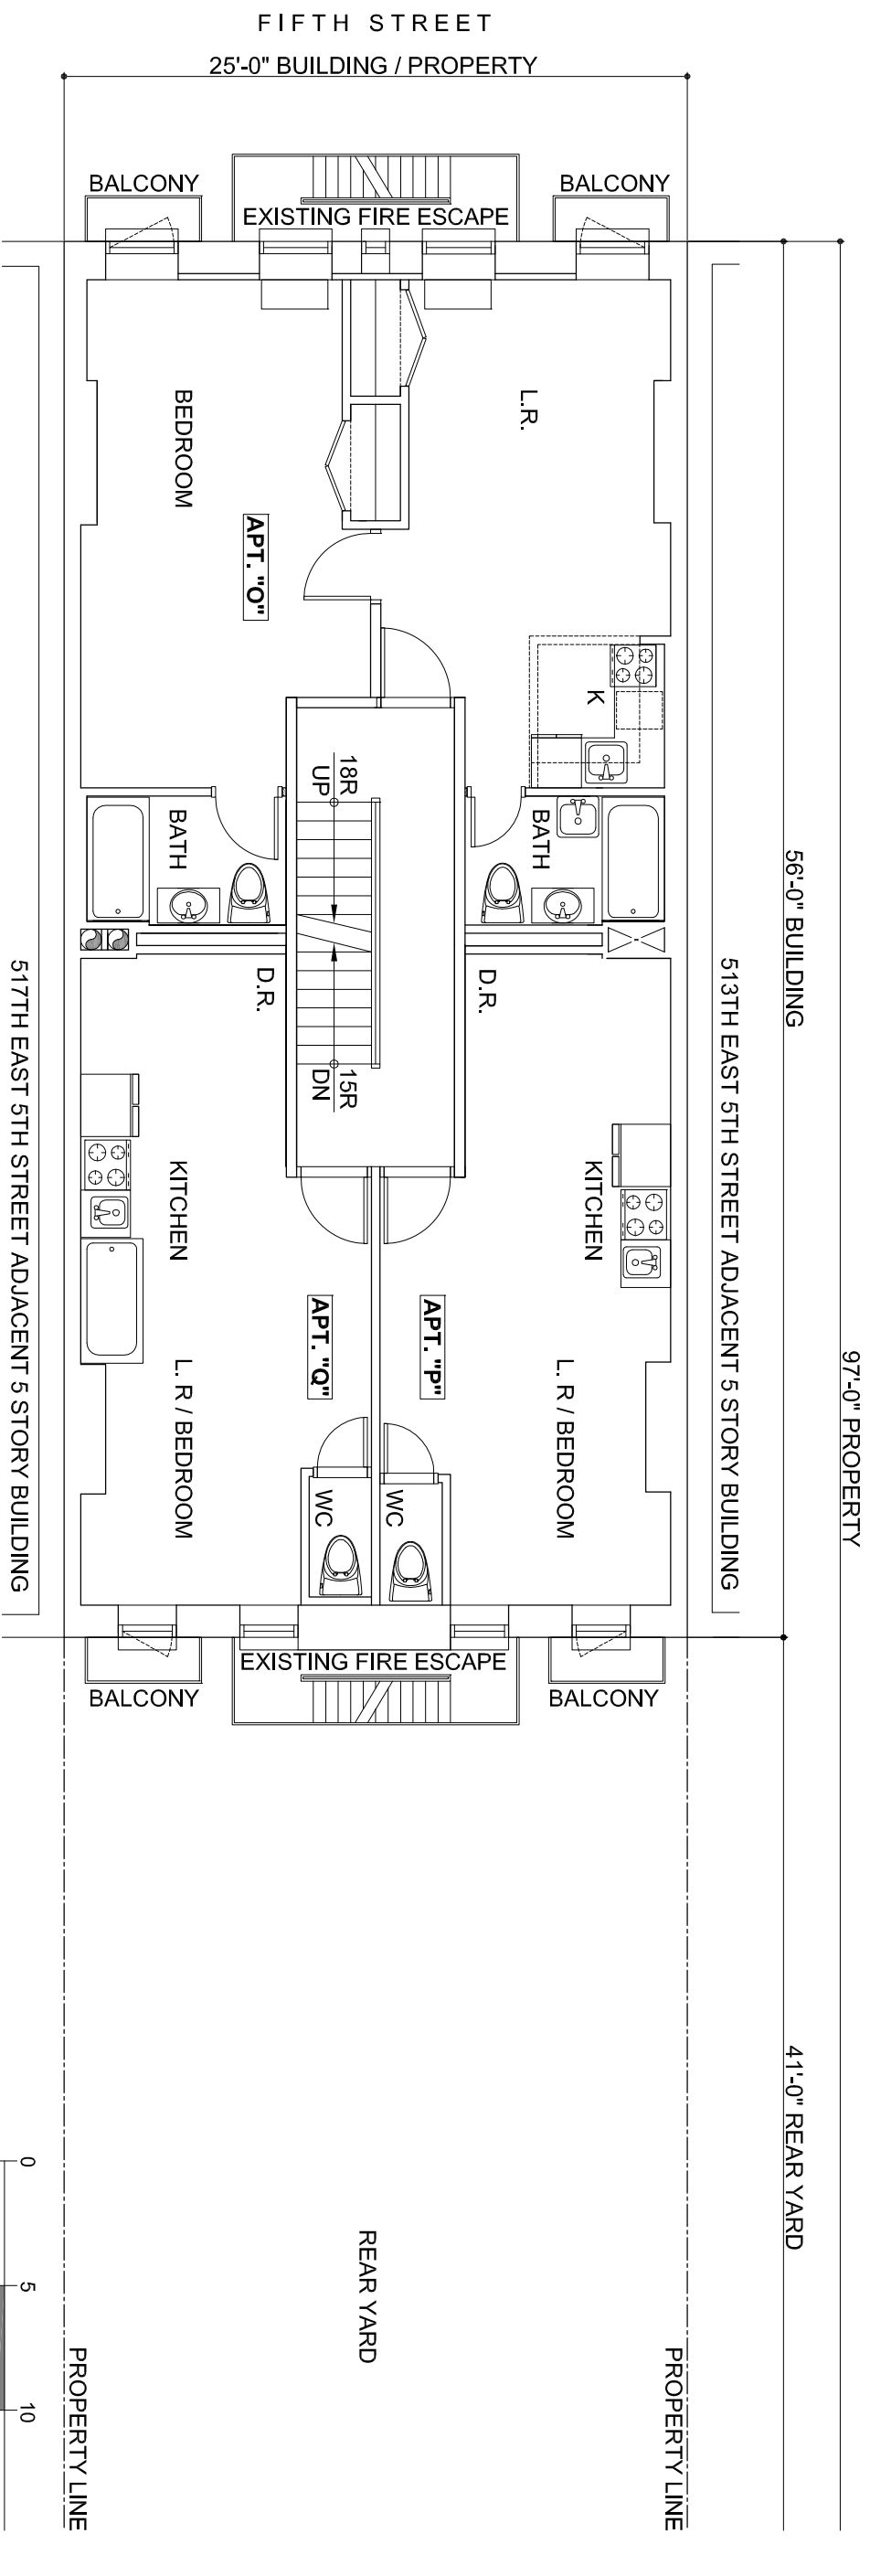 FIFTH STREET
25'-0" BUILDING / PROPERTY
BALCONY
BALCONY
EXISTING FIRE ESCAPE
BEDROOM
L.R.
APT. "O"
K
18R
UP
BATH
BATH
56'-0" BUILDING
D.R.
D.R.
15R
DN
517TH EAST 5TH STREET ADJACENT 5 STORY BUILDING
513TH EAST 5TH STREET ADJACENT 5 STORY BUILDING
KITCHEN
KITCHEN
APT. "Q"
APT. "P"
97'-0" PROPERTY
L. R / BEDROOM
L. R / BEDROOM
WC
WC
EXISTING FIRE ESCAPE
BALCONY
BALCONY
41'-0" REAR YARD
0
5
10
REAR YARD
PROPERTY LINE
PROPERTY LINE